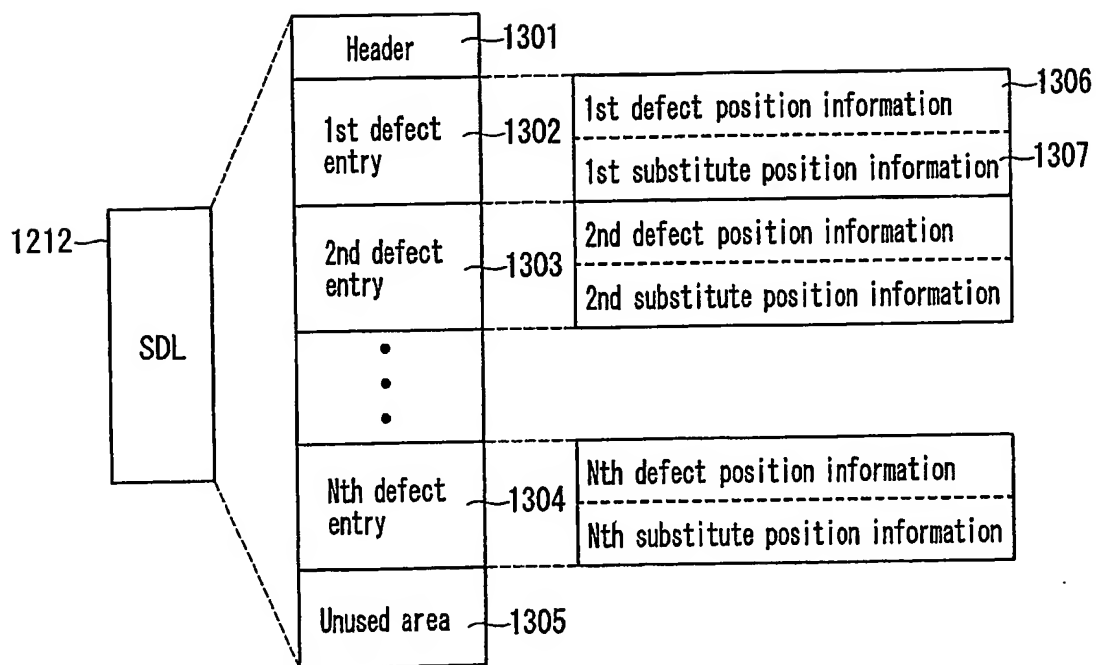 Header
1301
1306
1st defect
entry
1302
1st defect position information
1st substitute position information
1307
1212
SDL
2nd defect
entry
1303
2nd defect position information
2nd substitute position information
Nth defect
entry
1304
Nth defect position information
Nth substitute position information
Unused area
1305